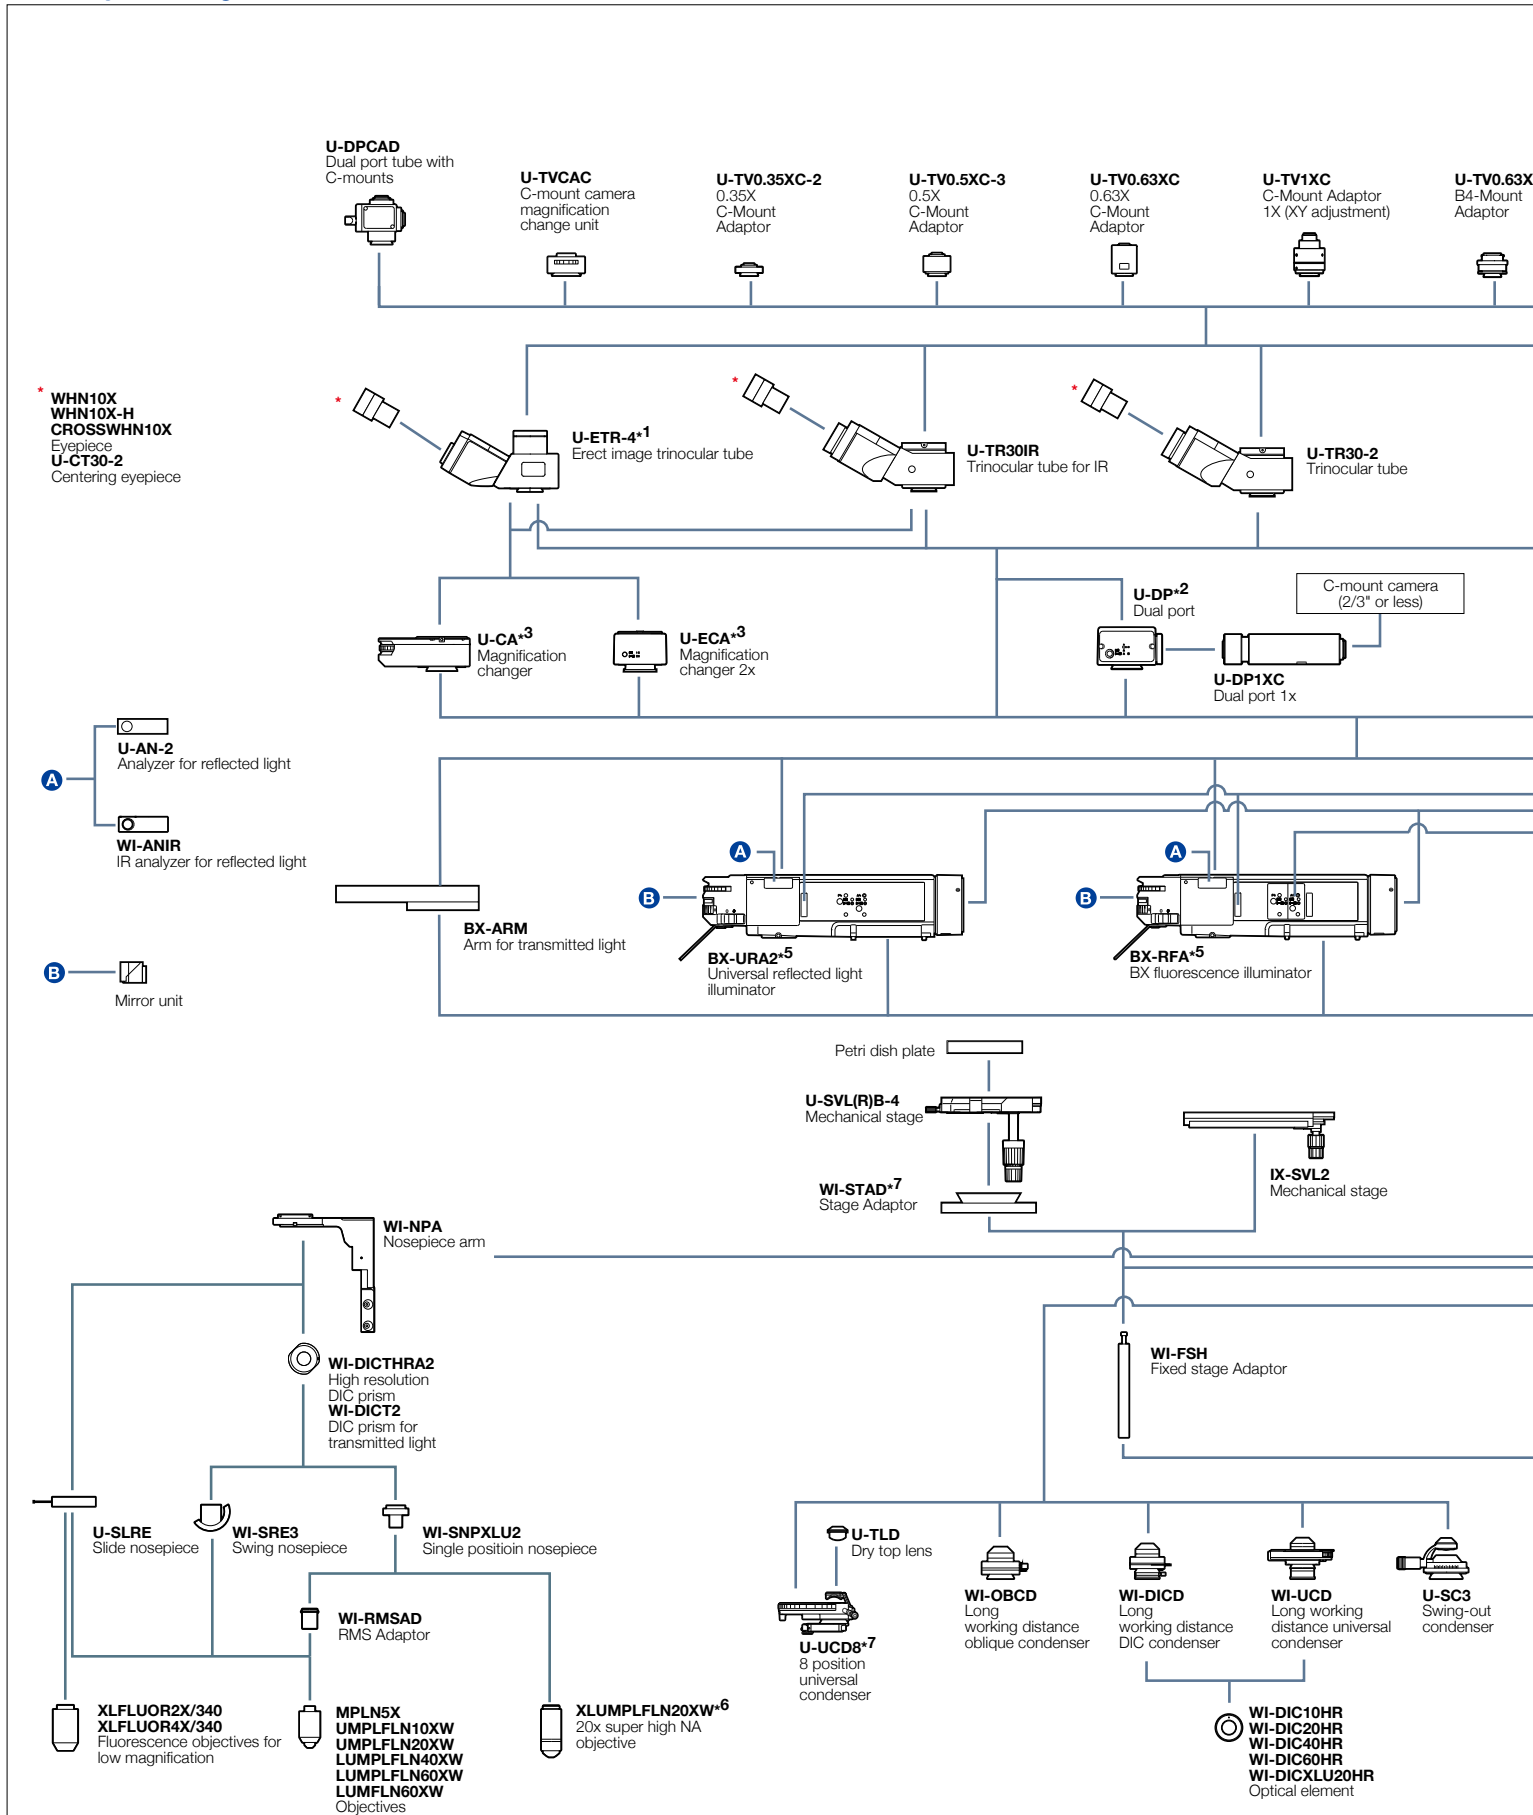 U-DPCAD
Dual port tube with
C-mounts
U-TVCAC
C-mount camera
magnification
change unit
U-TV0.35XC-2
0.35X
C-Mount
Adaptor
U-TV0.5XC-3
0.5X
C-Mount
Adaptor
U-TV0.63XC
0.63X
C-Mount
Adaptor
U-TV1XC
C-Mount Adaptor
1X (XY adjustment)
U-TV0.63X
B4-Mount
Adaptor
*
WHN10X
WHN10X-H
CROSSWHN10X
Eyepiece
U-CT30-2
Centering eyepiece
*
U-ETR-4*1
Erect image trinocular tube
*
U-TR30IR
Trinocular tube for IR
*
U-TR30-2
Trinocular tube
U-CA*3
Magnification
changer
U-ECA*3
Magnification
changer 2x
U-DP*2
Dual port
C-mount camera
(2/3" or less)
U-DP1XC
Dual port 1x
A
U-AN-2
Analyzer for reflected light
WI-ANIR
IR analyzer for reflected light
B
Mirror unit
BX-ARM
Arm for transmitted light
A
B
BX-URA2*5
Universal reflected light
illuminator
A
B
BX-RFA*5
BX fluorescence illuminator
Petri dish plate
U-SVL(R)B-4
Mechanical stage
WI-STAD*7
Stage Adaptor
IX-SVL2
Mechanical stage
WI-NPA
Nosepiece arm
WI-DICTHRA2
High resolution
DIC prism
WI-DICT2
DIC prism for
transmitted light
WI-FSH
Fixed stage Adaptor
U-SLRE
Slide nosepiece
WI-SRE3
Swing nosepiece
WI-SNPXLU2
Single positioin nosepiece
WI-RMSAD
RMS Adaptor
U-TLD
Dry top lens
U-UCD8*7
8 position
universal
condenser
WI-OBCD
Long
working distance
oblique condenser
WI-DICD
Long
working distance
DIC condenser
WI-UCD
Long working
distance universal
condenser
U-SC3
Swing-out
condenser
XLFLUOR2X/340
XLFLUOR4X/340
Fluorescence objectives for
low magnification
MPLN5X
UMPLFLN10XW
UMPLFLN20XW
LUMPLFLN40XW
LUMPLFLN60XW
LUMFLN60XW
Objectives
XLUMPLFLN20XW*6
20x super high NA
objective
WI-DIC10HR
WI-DIC20HR
WI-DIC40HR
WI-DIC60HR
WI-DICXLU20HR
Optical element